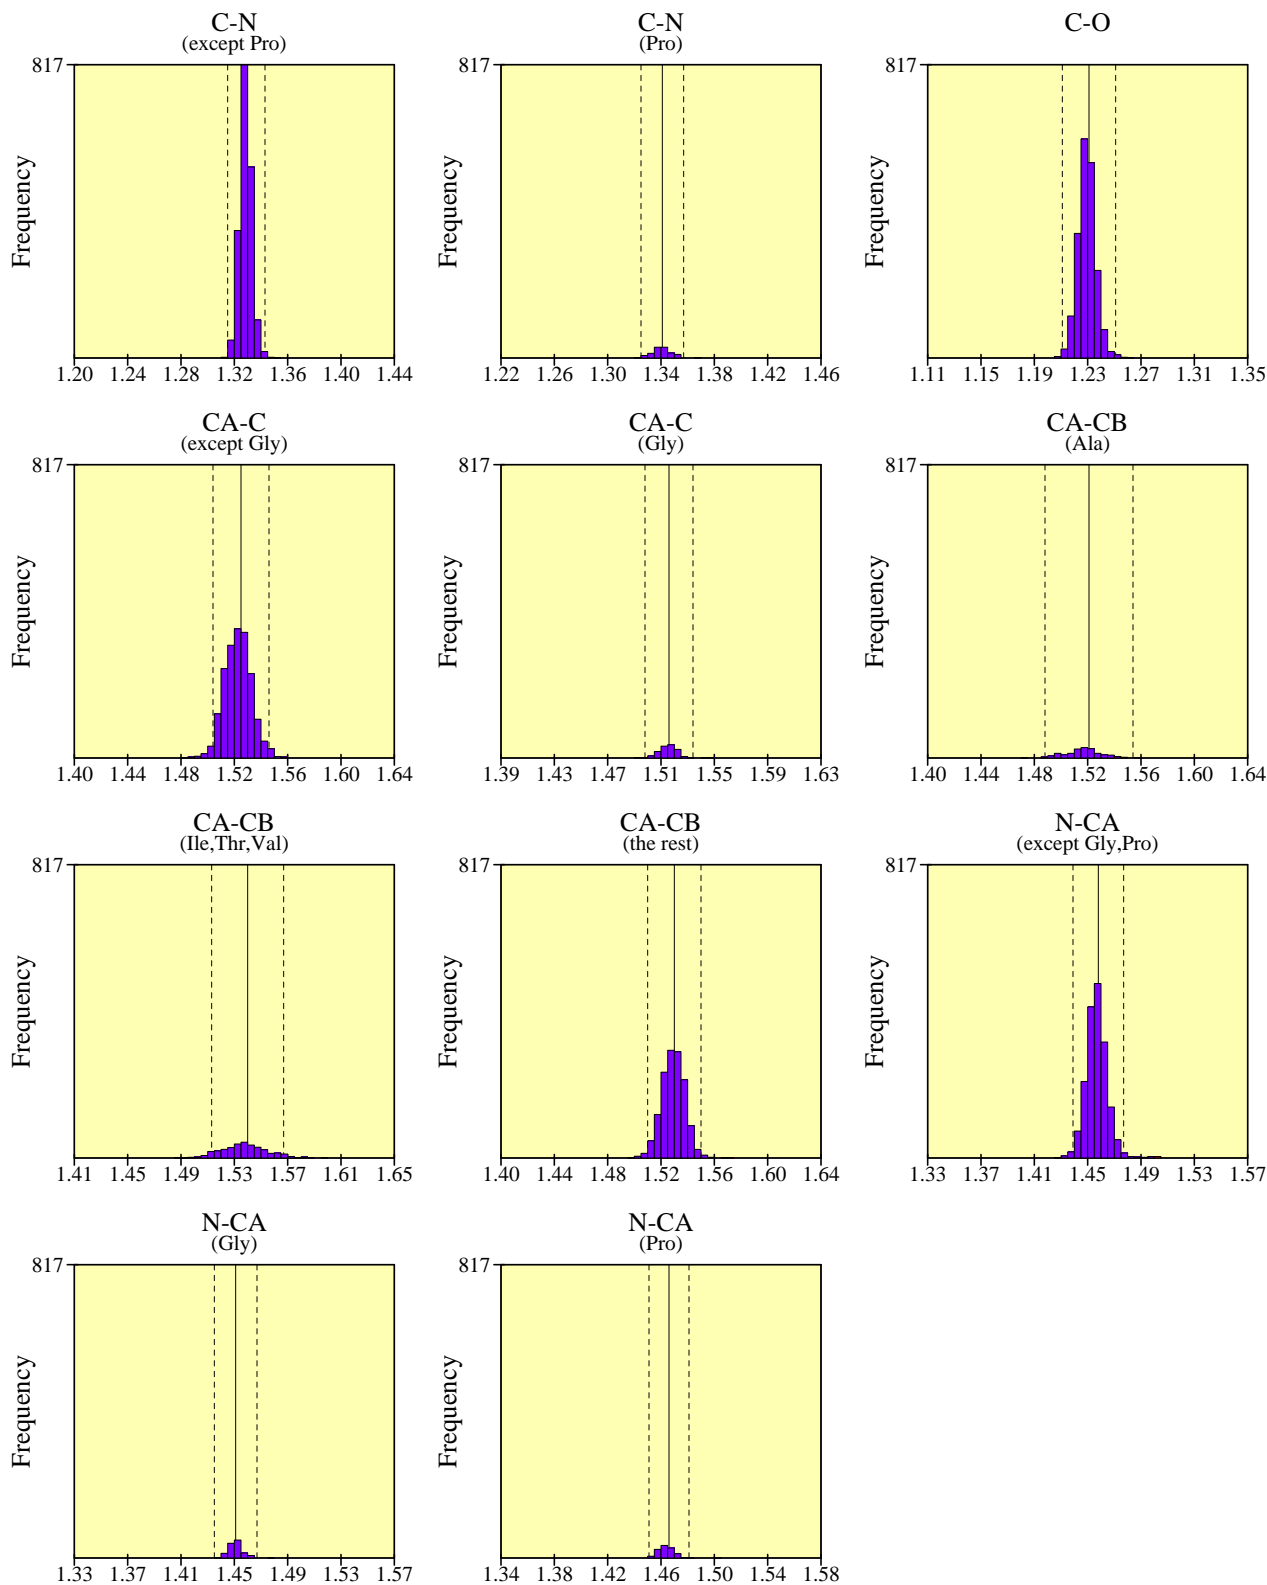 C-N
(except Pro)
817
Frequency
1.20 1.24 1.28 1.32 1.36 1.40 1.44
C-N
(Pro)
817
Frequency
1.22 1.26 1.30 1.34 1.38 1.42 1.46
C-O
817
Frequency
1.11 1.15 1.19 1.23 1.27 1.31 1.35
CA-C
(except Gly)
817
Frequency
1.40 1.44 1.48 1.52 1.56 1.60 1.64
CA-C
(Gly)
817
Frequency
1.39 1.43 1.47 1.51 1.55 1.59 1.63
CA-CB
(Ala)
817
Frequency
1.40 1.44 1.48 1.52 1.56 1.60 1.64
CA-CB
(Ile,Thr,Val)
817
Frequency
1.41 1.45 1.49 1.53 1.57 1.61 1.65
CA-CB
(the rest)
817
Frequency
1.40 1.44 1.48 1.52 1.56 1.60 1.64
N-CA
(except Gly,Pro)
817
Frequency
1.33 1.37 1.41 1.45 1.49 1.53 1.57
N-CA
(Gly)
817
Frequency
1.33 1.37 1.41 1.45 1.49 1.53 1.57
N-CA
(Pro)
817
Frequency
1.34 1.38 1.42 1.46 1.50 1.54 1.58